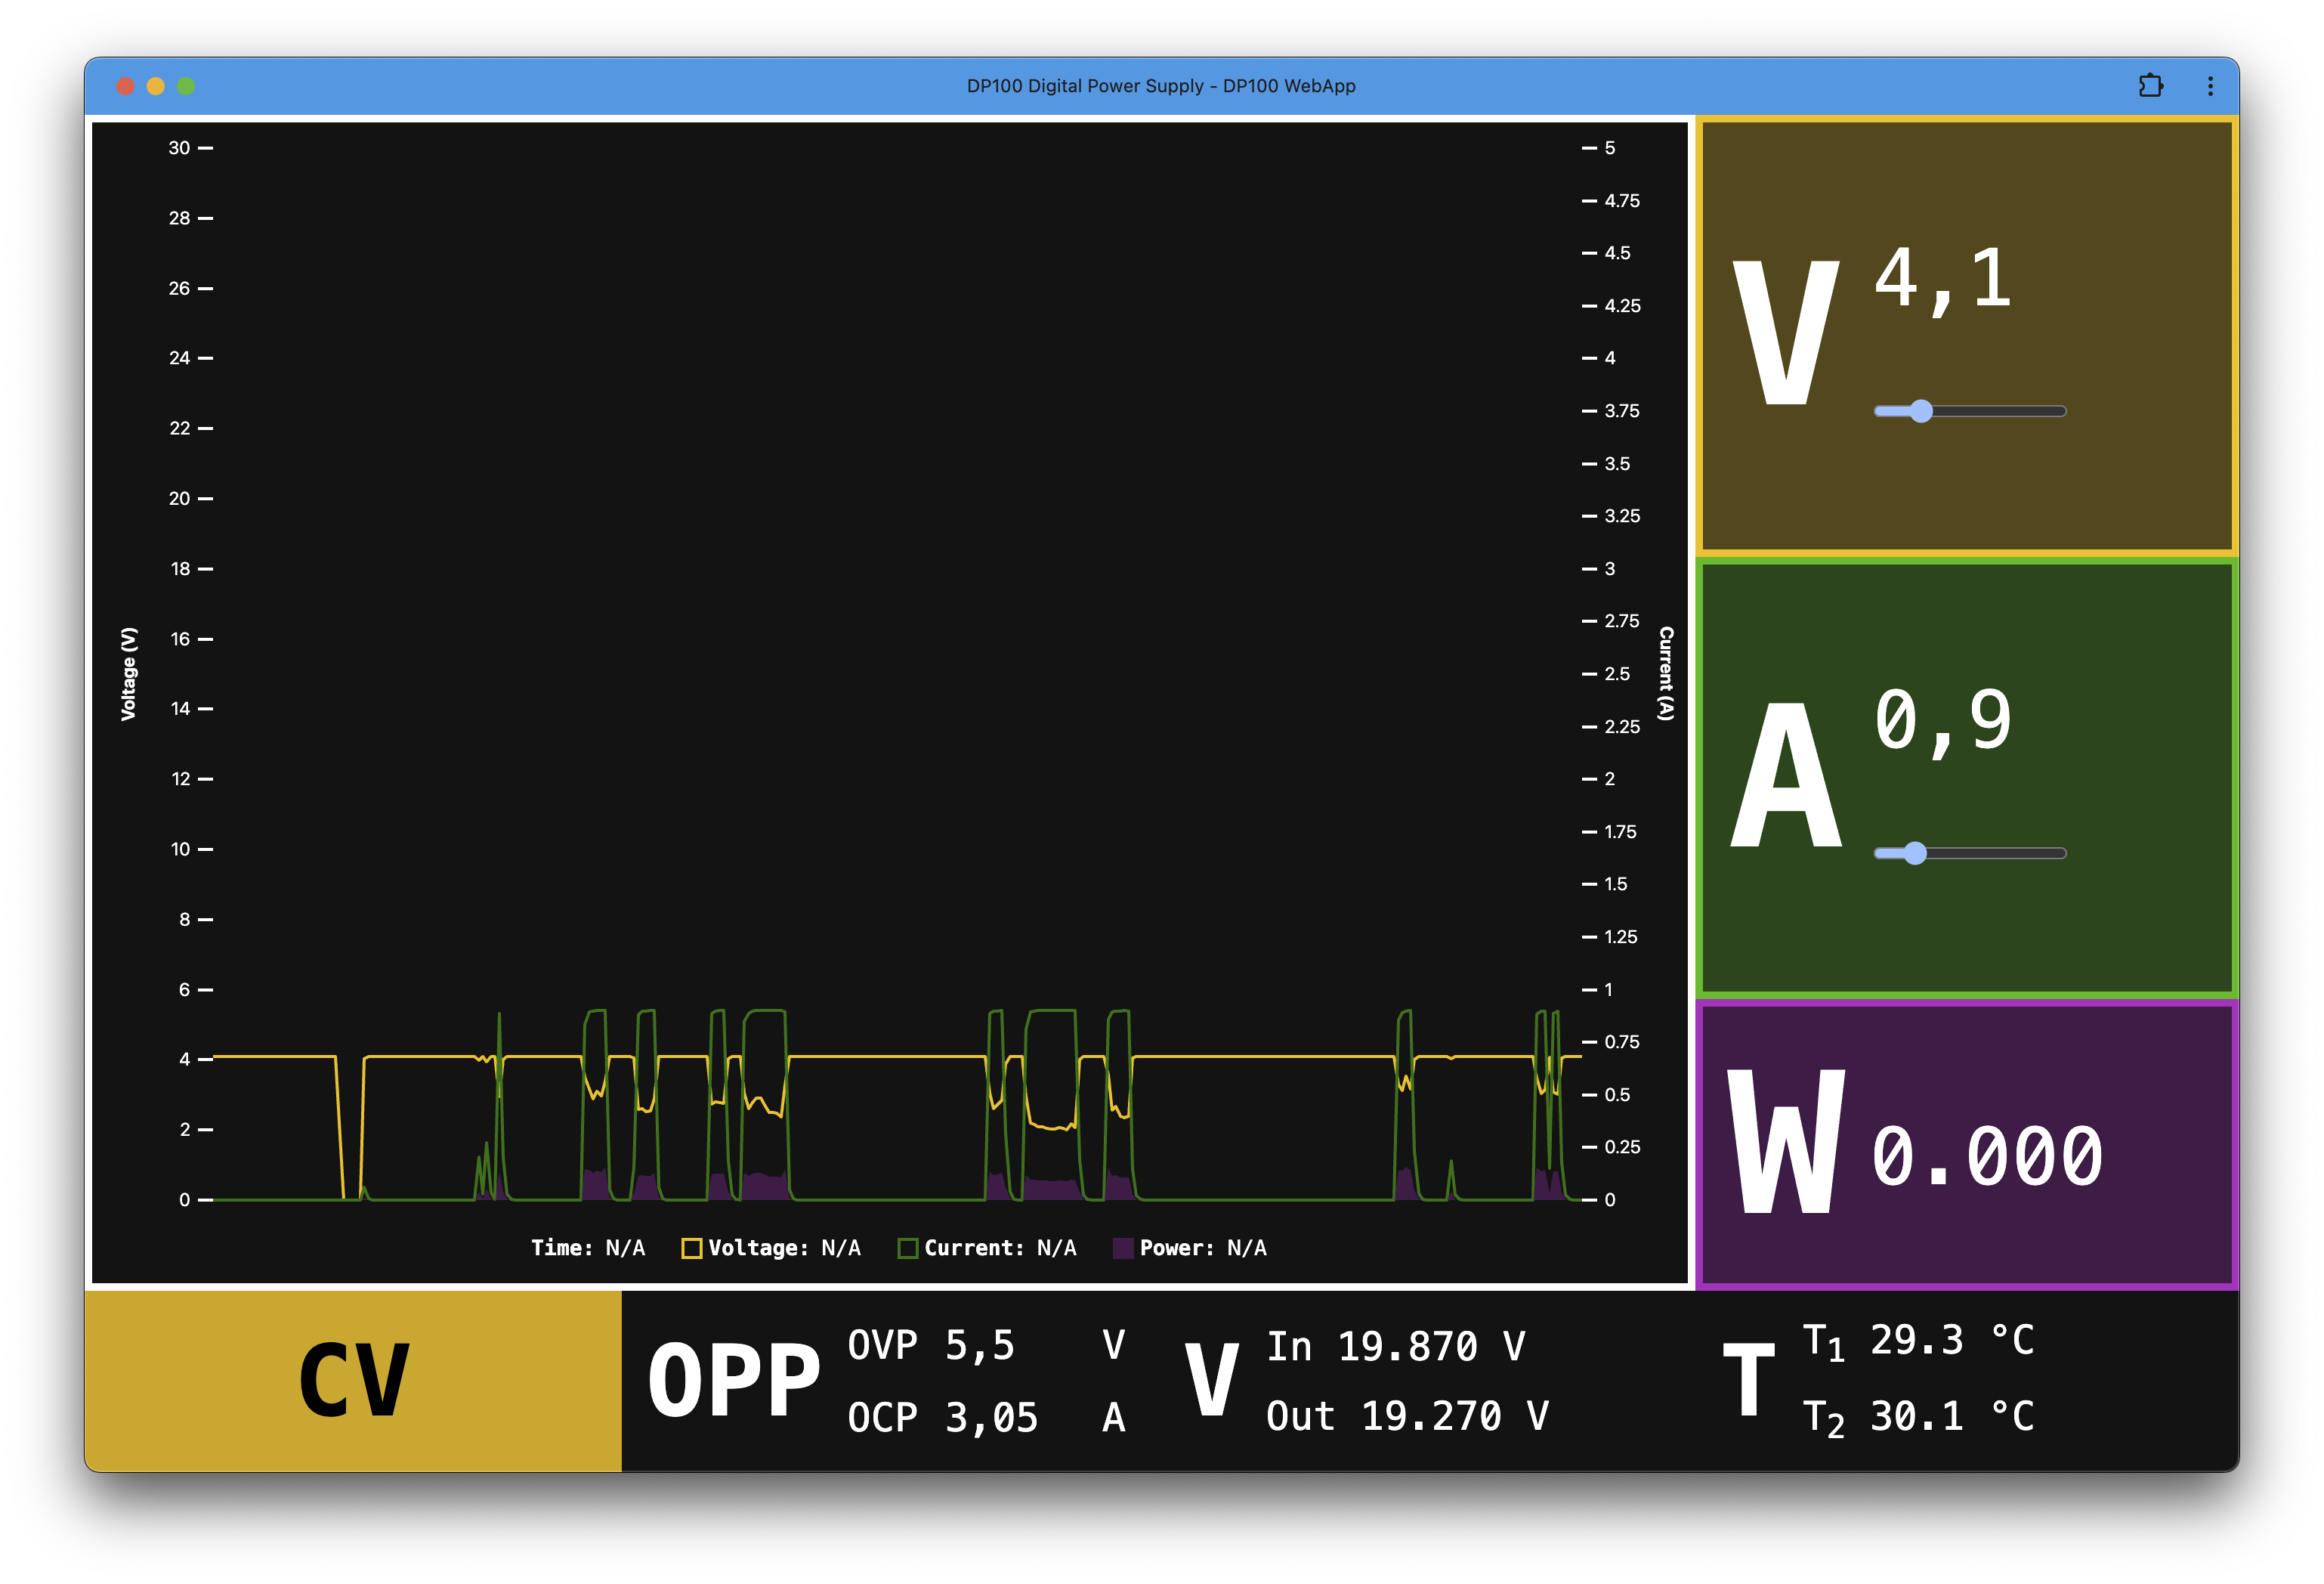 DP100 Digital Power Supply - DP100 WebApp
Voltage (V)
30
28
26
24
22
20
18
16
14
12
10
8
6
4
2
0
5
4.75
4.5
4.25
4
3.75
3.5
3.25
3
2.75
2.5
2.25
2
1.75
1.5
1.25
1
0.75
0.5
0.25
0
Current (A)
Time: N/A Voltage: N/A Current: N/A Power: N/A
V 4,1
A 0,9
W 0.000
CV
OPP
OVP 5,5 V
OCP 3,05 A
V
In 19.870 V
Out 19.270 V
T
T1 29.3 °C
T2 30.1 °C